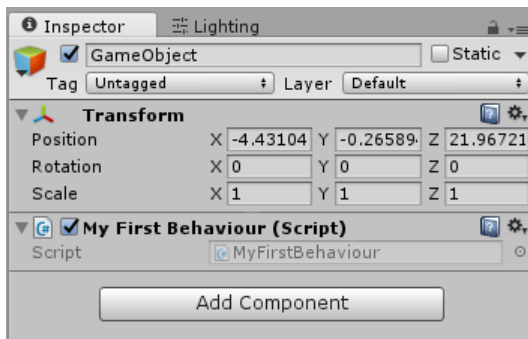 Inspector Lighting
GameObject Static
Tag Untagged Layer Default
Transform
Position X -4.43104 Y -0.26589 Z 21.96721
Rotation X 0 Y 0 Z 0
Scale X 1 Y 1 Z 1
My First Behaviour (Script)
Script MyFirstBehaviour
Add Component